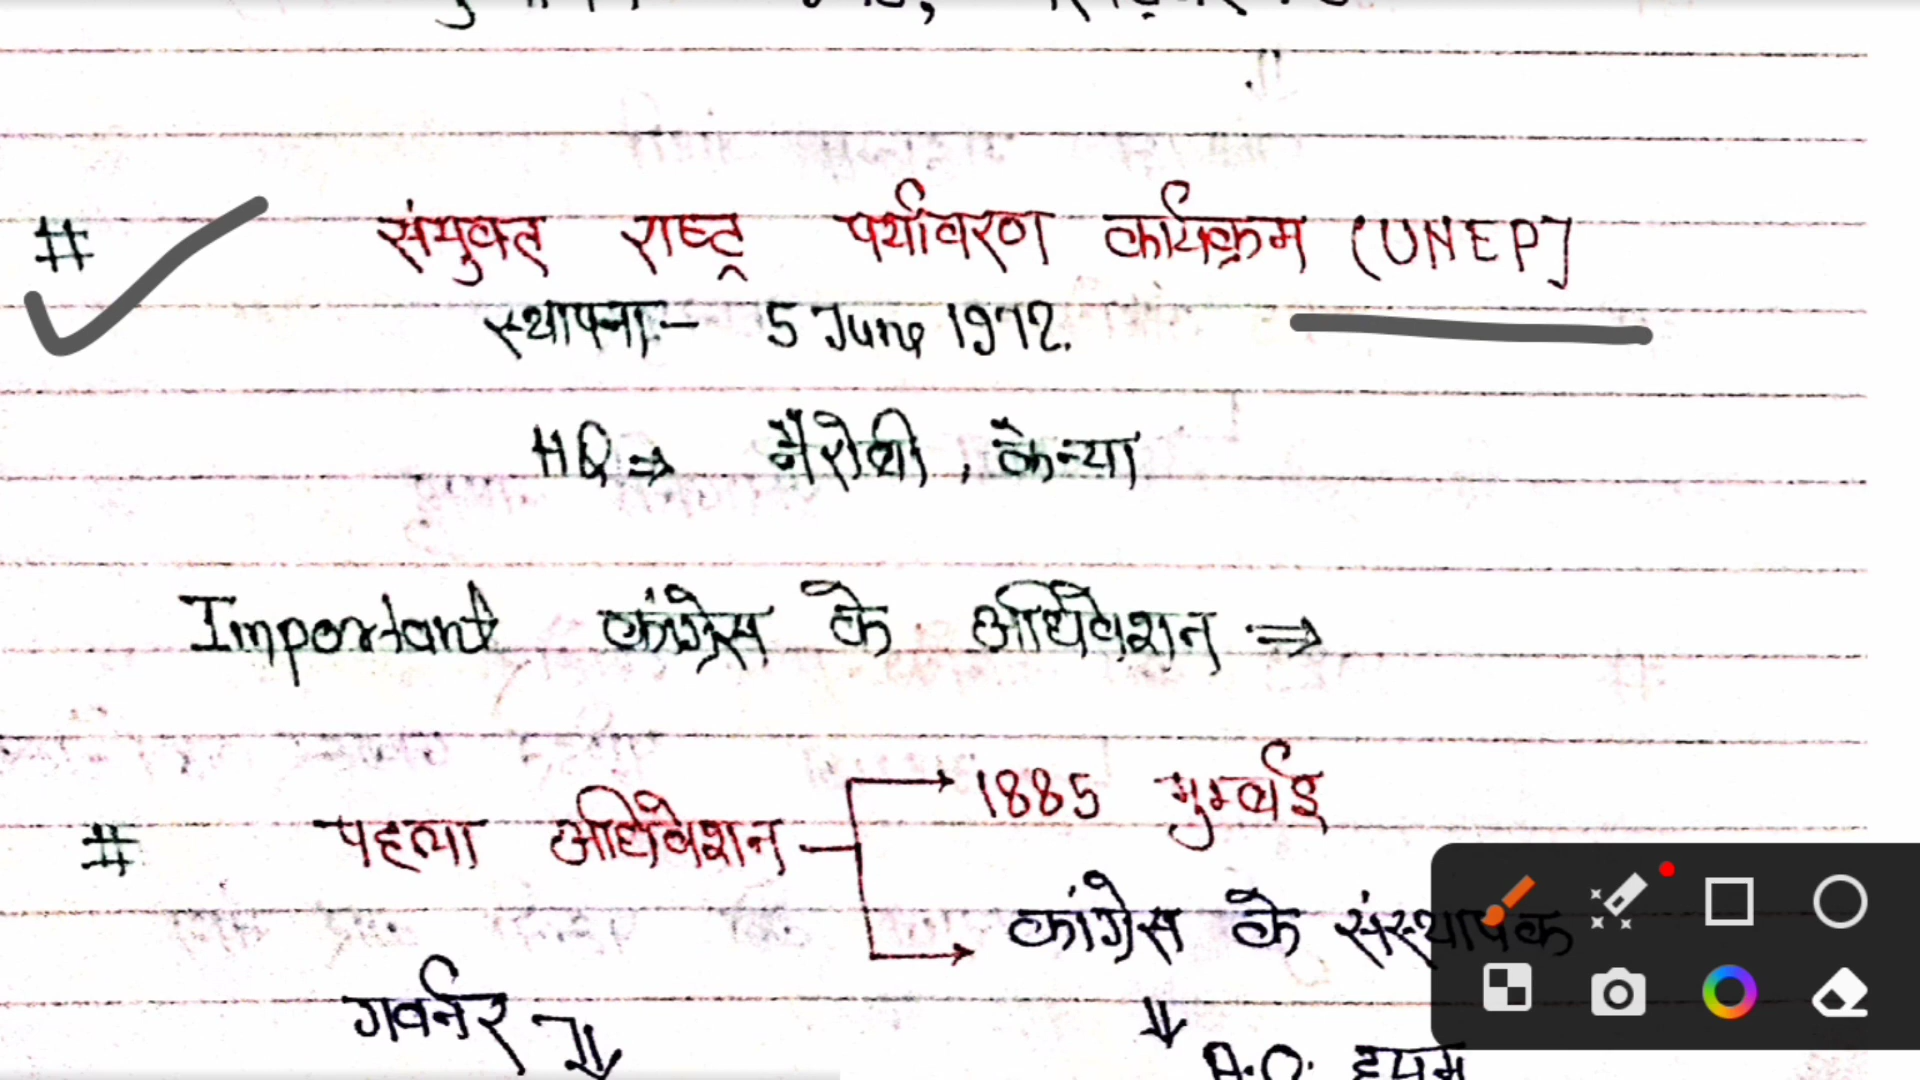 # संयुक्त राष्ट्र पर्यावरण कार्यक्रम (UNEP)
स्थापना:- 5 June 1972.
HQ ⇒ नैरोबी, केन्या
Important कांग्रेस के अधिवेशन ⇒
# पहला अधिवेशन → 1885 मुम्बई
→ कांग्रेस के संस्थापक
गवर्नर
A.O. ह्यूम